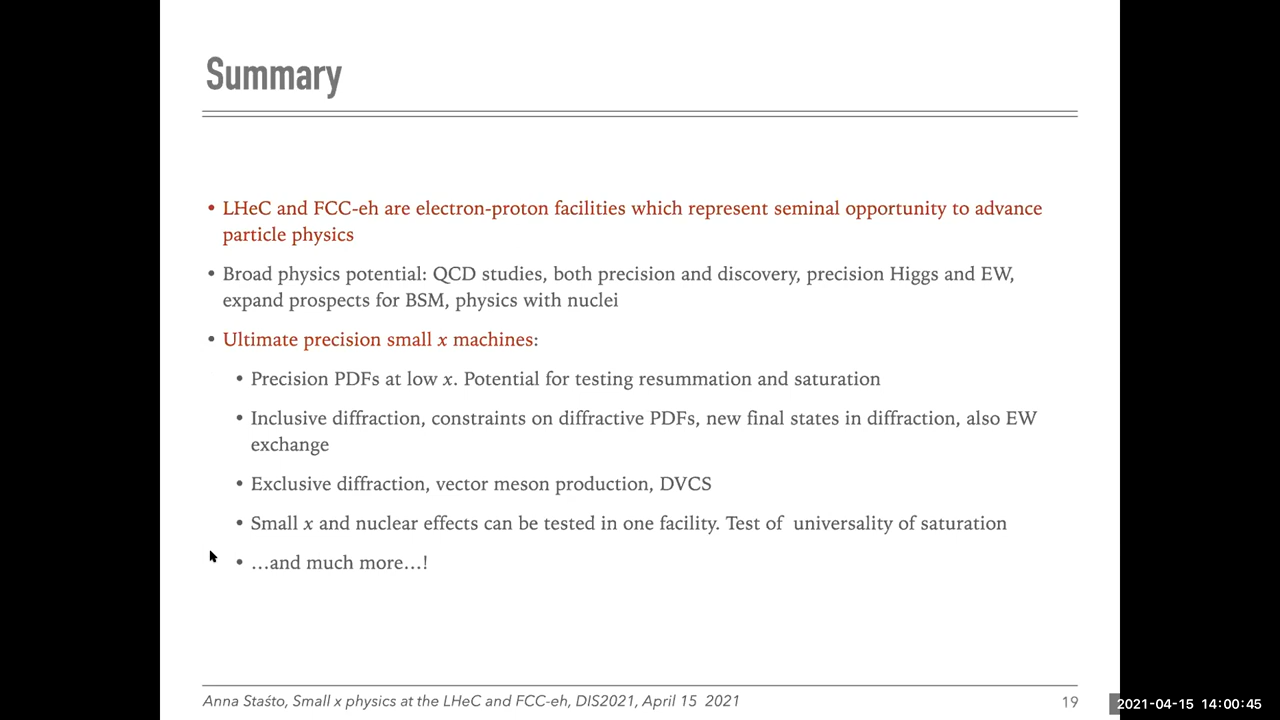 Summary
• LHeC and FCC-eh are electron-proton facilities which represent seminal opportunity to advance
particle physics
• Broad physics potential: QCD studies, both precision and discovery, precision Higgs and EW,
expand prospects for BSM, physics with nuclei
• Ultimate precision small x machines:
• Precision PDFs at low x. Potential for testing resummation and saturation
• Inclusive diffraction, constraints on diffractive PDFs, new final states in diffraction, also EW
exchange
• Exclusive diffraction, vector meson production, DVCS
• Small x and nuclear effects can be tested in one facility. Test of  universality of saturation
• …and much more…!
Anna Staśto, Small x physics at the LHeC and FCC-eh, DIS2021, April 15  2021
19
2021-04-15 14:00:45